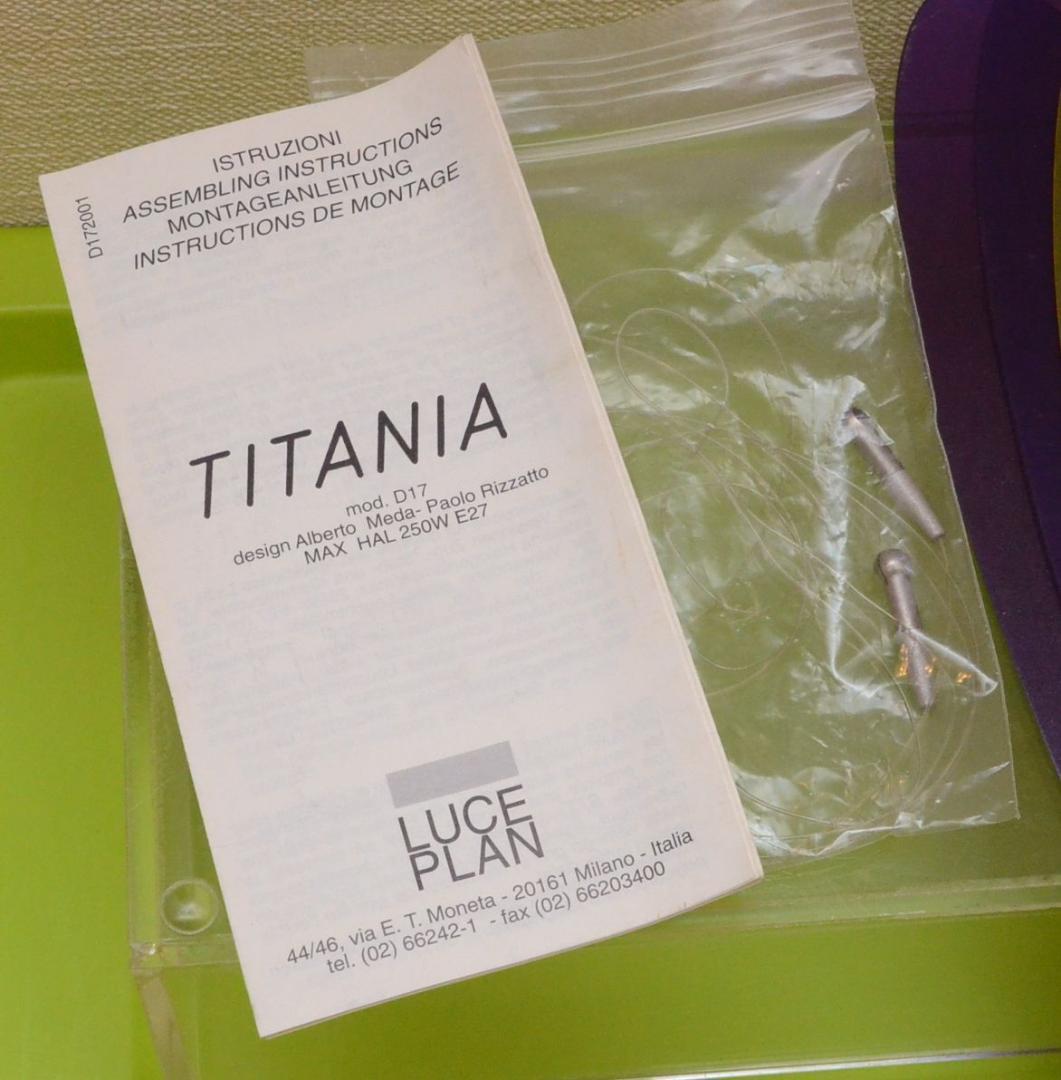 D172001
ISTRUZIONI
ASSEMBLING INSTRUCTIONS
MONTAGEANLEITUNG
INSTRUCTIONS DE MONTAGE
TITANIA
mod. D17
design Alberto Meda- Paolo Rizzatto
MAX HAL 250W E27
LUCE
PLAN
44/46, via E. T. Moneta - 20161 Milano - Italia
tel. (02) 66242-1 - fax (02) 66203400